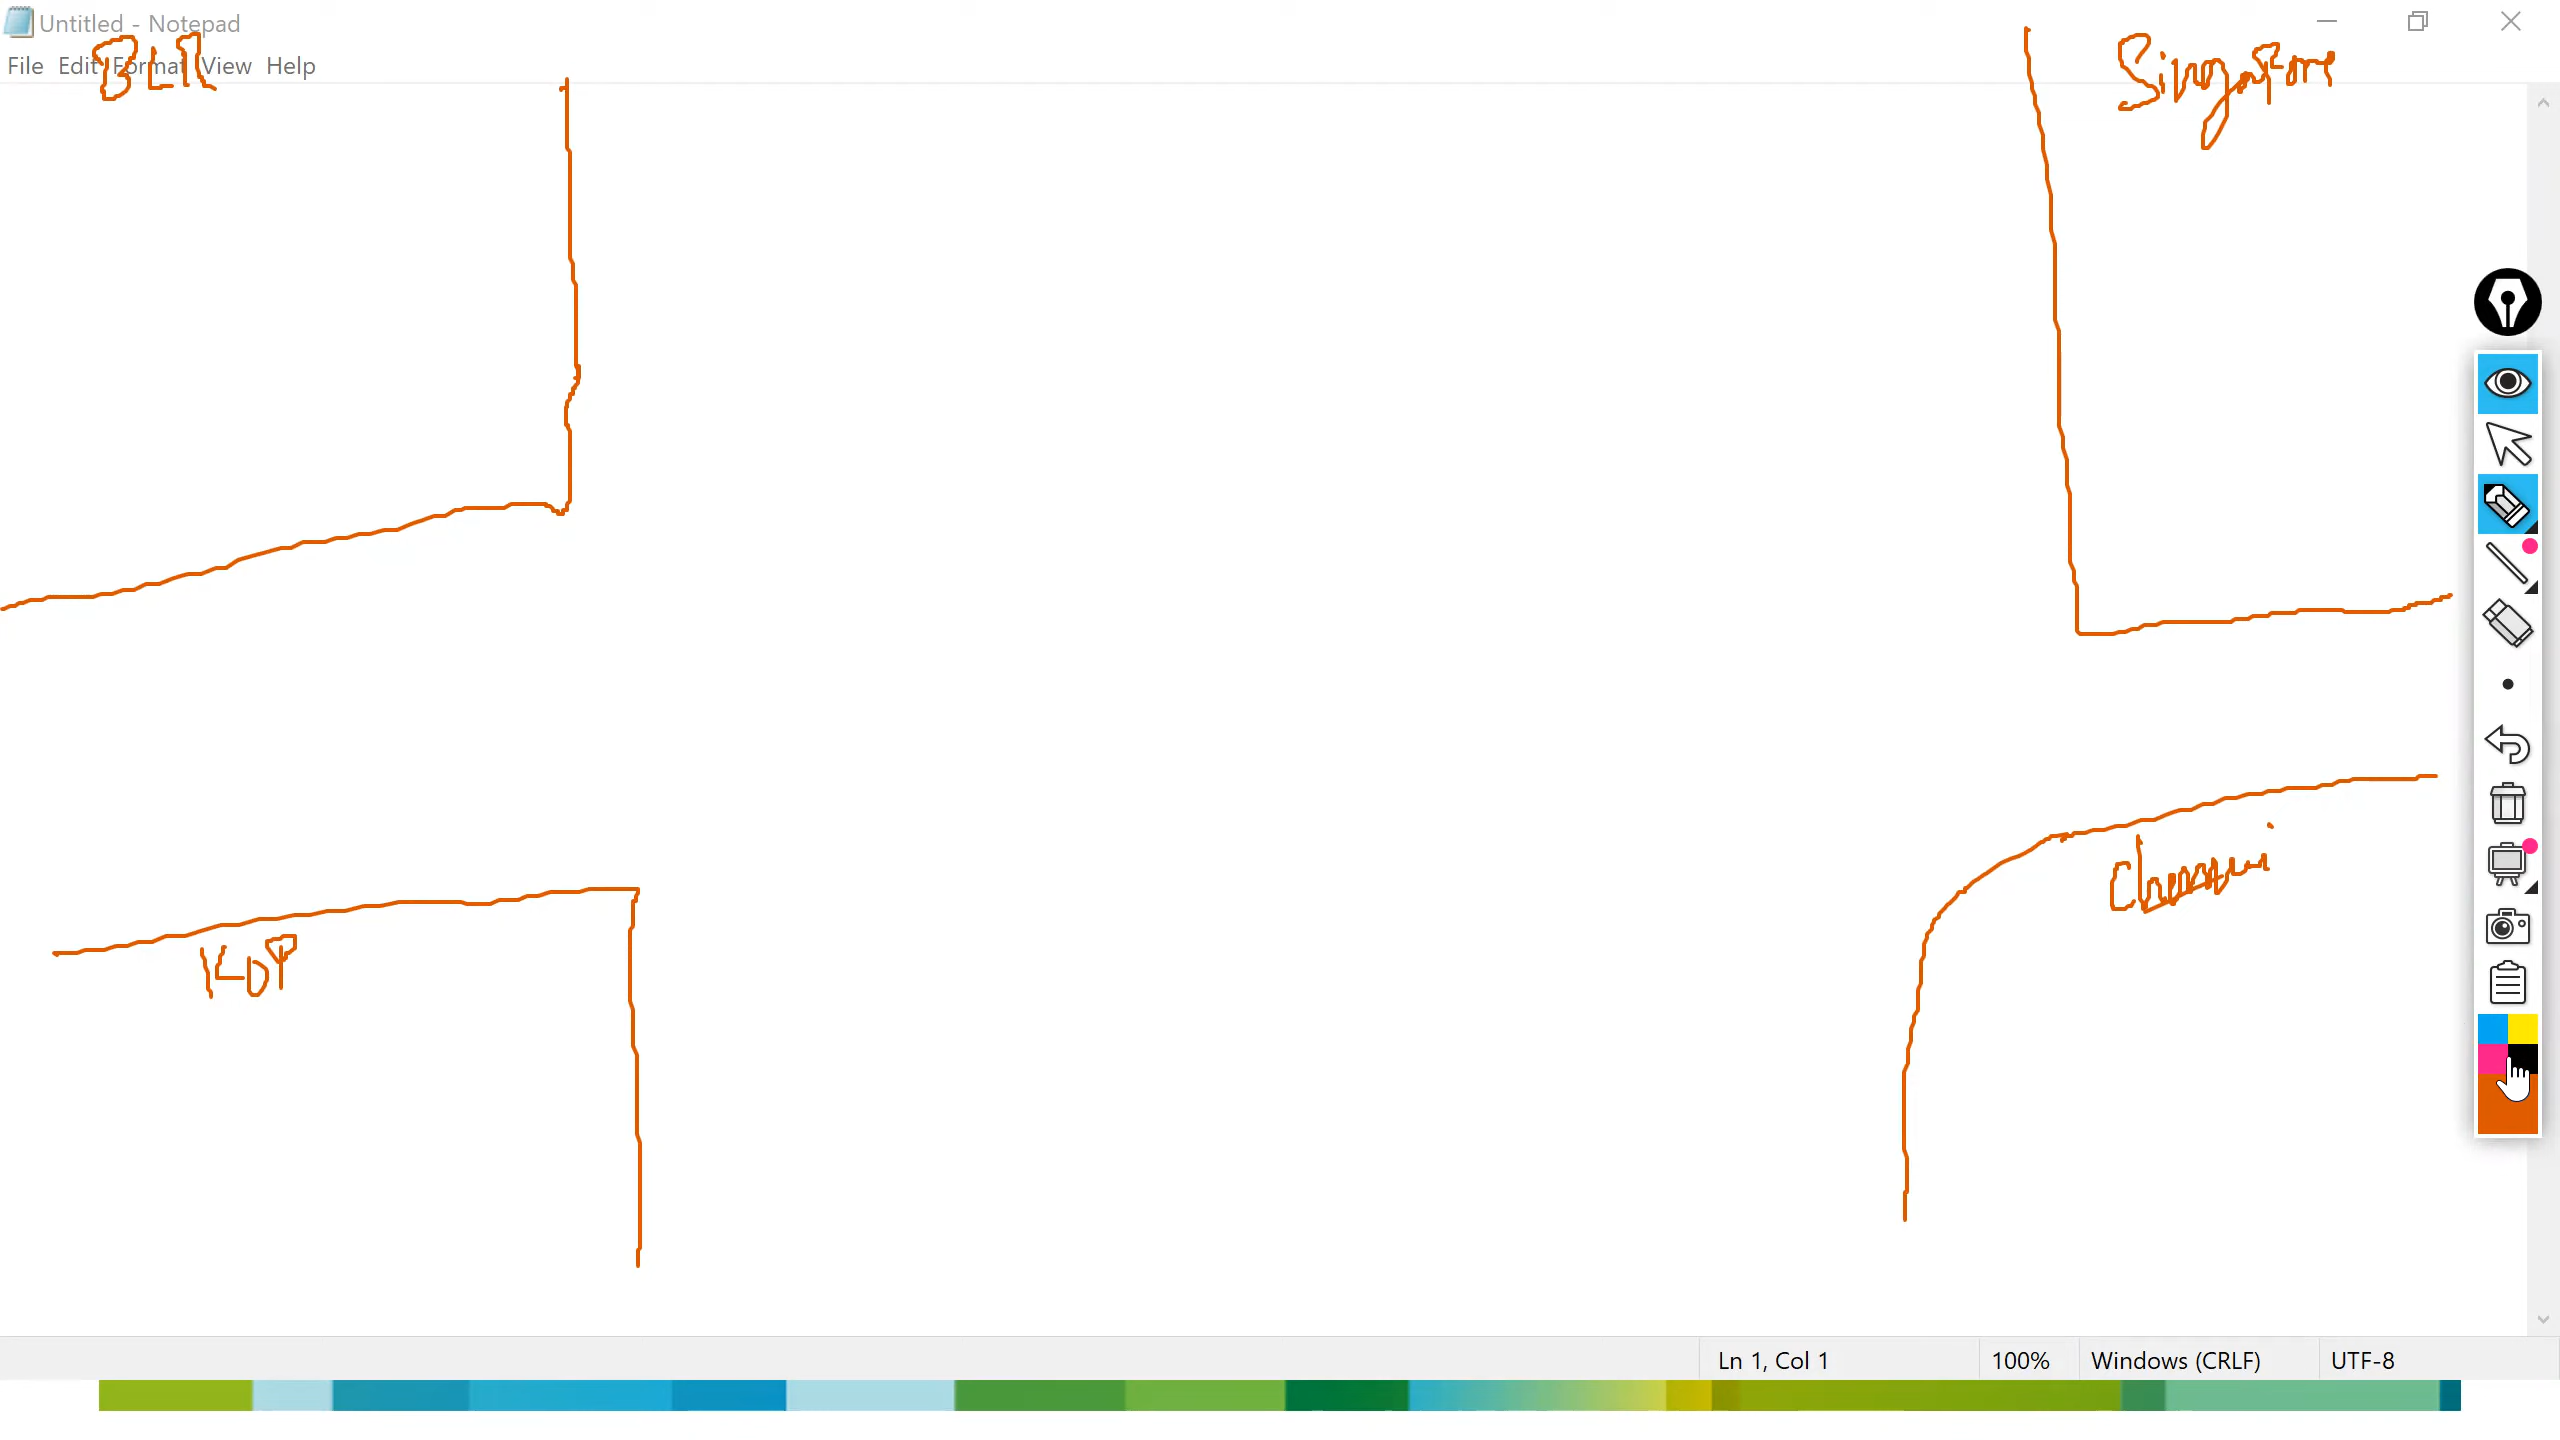 Untitled - Notepad
File Edit Format View Help
BLR
Singapore
Chennai
KDP
Ln 1, Col 1
100%
Windows (CRLF)
UTF-8